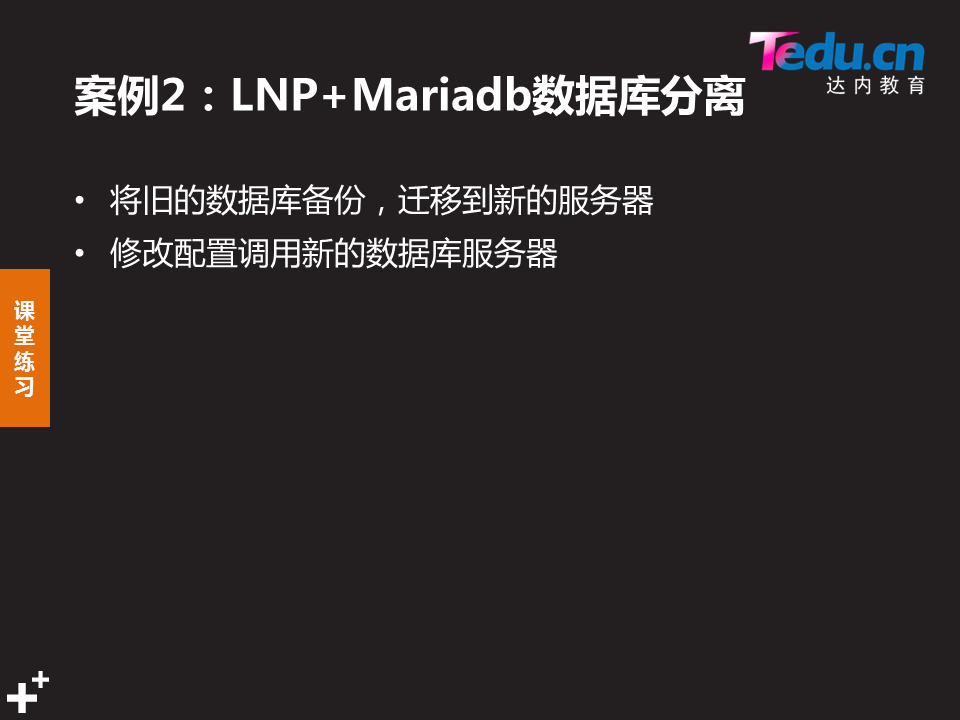 Tedu.cn
达内教育
案例2：LNP+Mariadb数据库分离
• 将旧的数据库备份，迁移到新的服务器
• 修改配置调用新的数据库服务器
课
堂
练
习